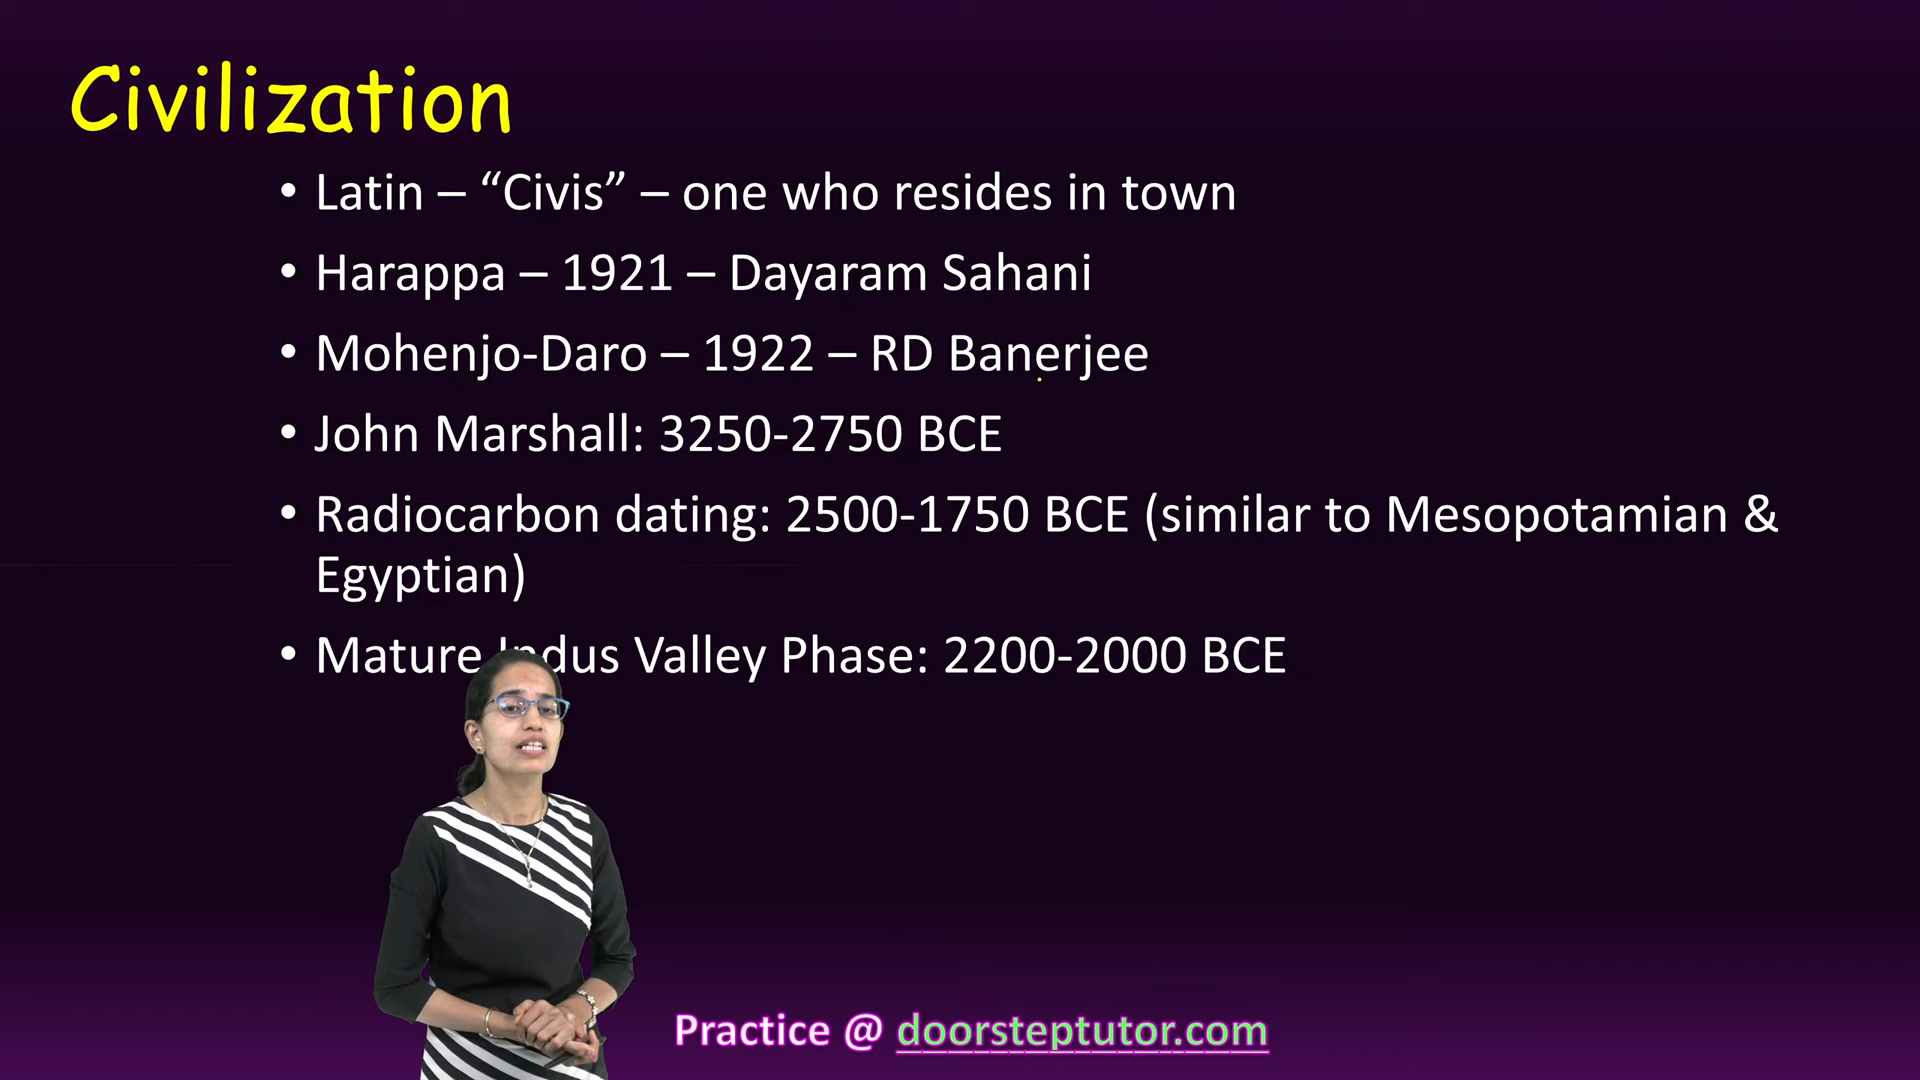 Civilization
• Latin – “Civis” – one who resides in town
• Harappa – 1921 – Dayaram Sahani
• Mohenjo-Daro – 1922 – RD Banerjee
• John Marshall: 3250-2750 BCE
• Radiocarbon dating: 2500-1750 BCE (similar to Mesopotamian &
Egyptian)
• Mature Indus Valley Phase: 2200-2000 BCE
Practice @ doorsteptutor.com